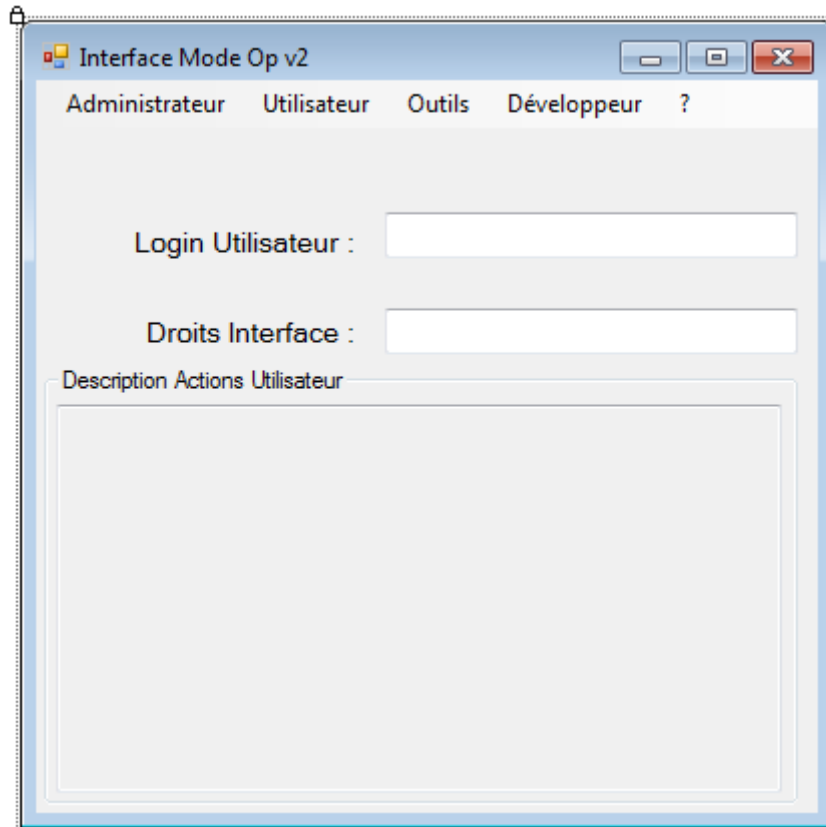 Interface Mode Op v2
Administrateur Utilisateur Outils Développeur ?
Login Utilisateur :
Droits Interface :
Description Actions Utilisateur